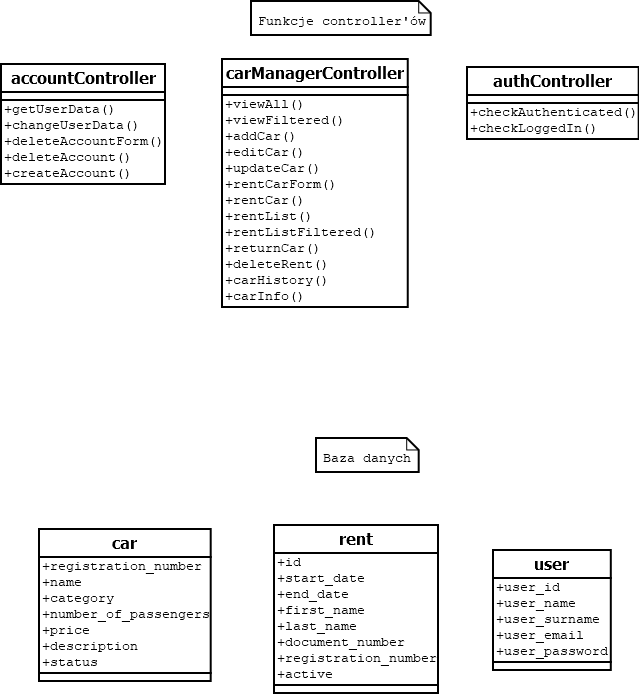 Funkcje controller'ów
accountController
+getUserData()
+changeUserData()
+deleteAccountForm()
+deleteAccount()
+createAccount()
carManagerController
+viewAll()
+viewFiltered()
+addCar()
+editCar()
+updateCar()
+rentCarForm()
+rentCar()
+rentList()
+rentListFiltered()
+returnCar()
+deleteRent()
+carHistory()
+carInfo()
authController
+checkAuthenticated()
+checkLoggedIn()
Baza danych
car
+registration_number
+name
+category
+number_of_passengers
+price
+description
+status
rent
+id
+start_date
+end_date
+first_name
+last_name
+document_number
+registration_number
+active
user
+user_id
+user_name
+user_surname
+user_email
+user_password